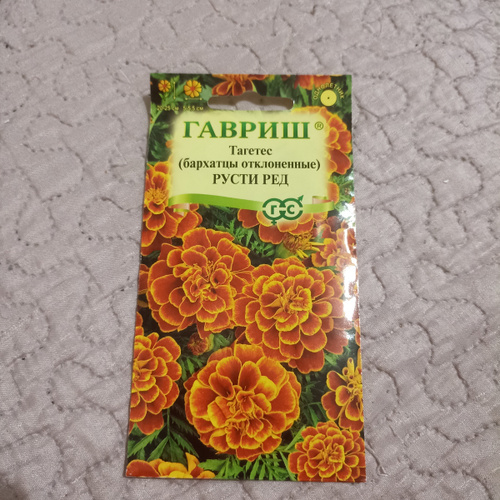 ГАВРИШ®
Тагетес
(бархатцы отклоненные)
РУСТИ РЕД
Г С